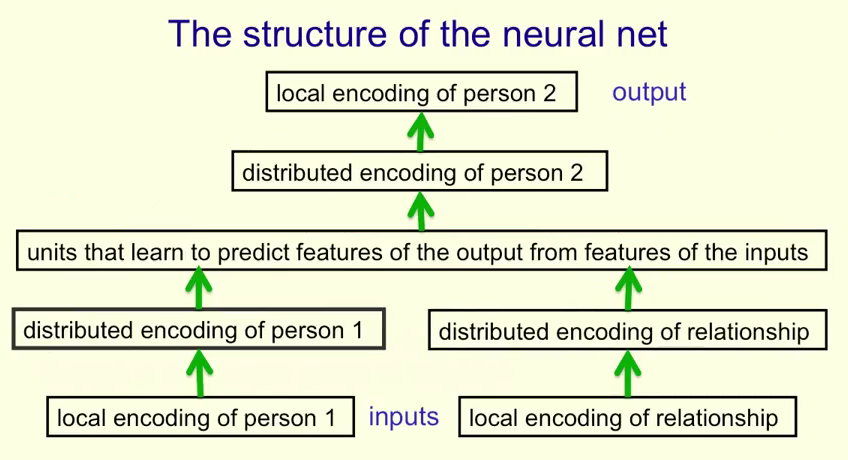 The structure of the neural net
local encoding of person 2
output
distributed encoding of person 2
units that learn to predict features of the output from features of the inputs
distributed encoding of person 1
distributed encoding of relationship
local encoding of person 1
inputs
local encoding of relationship